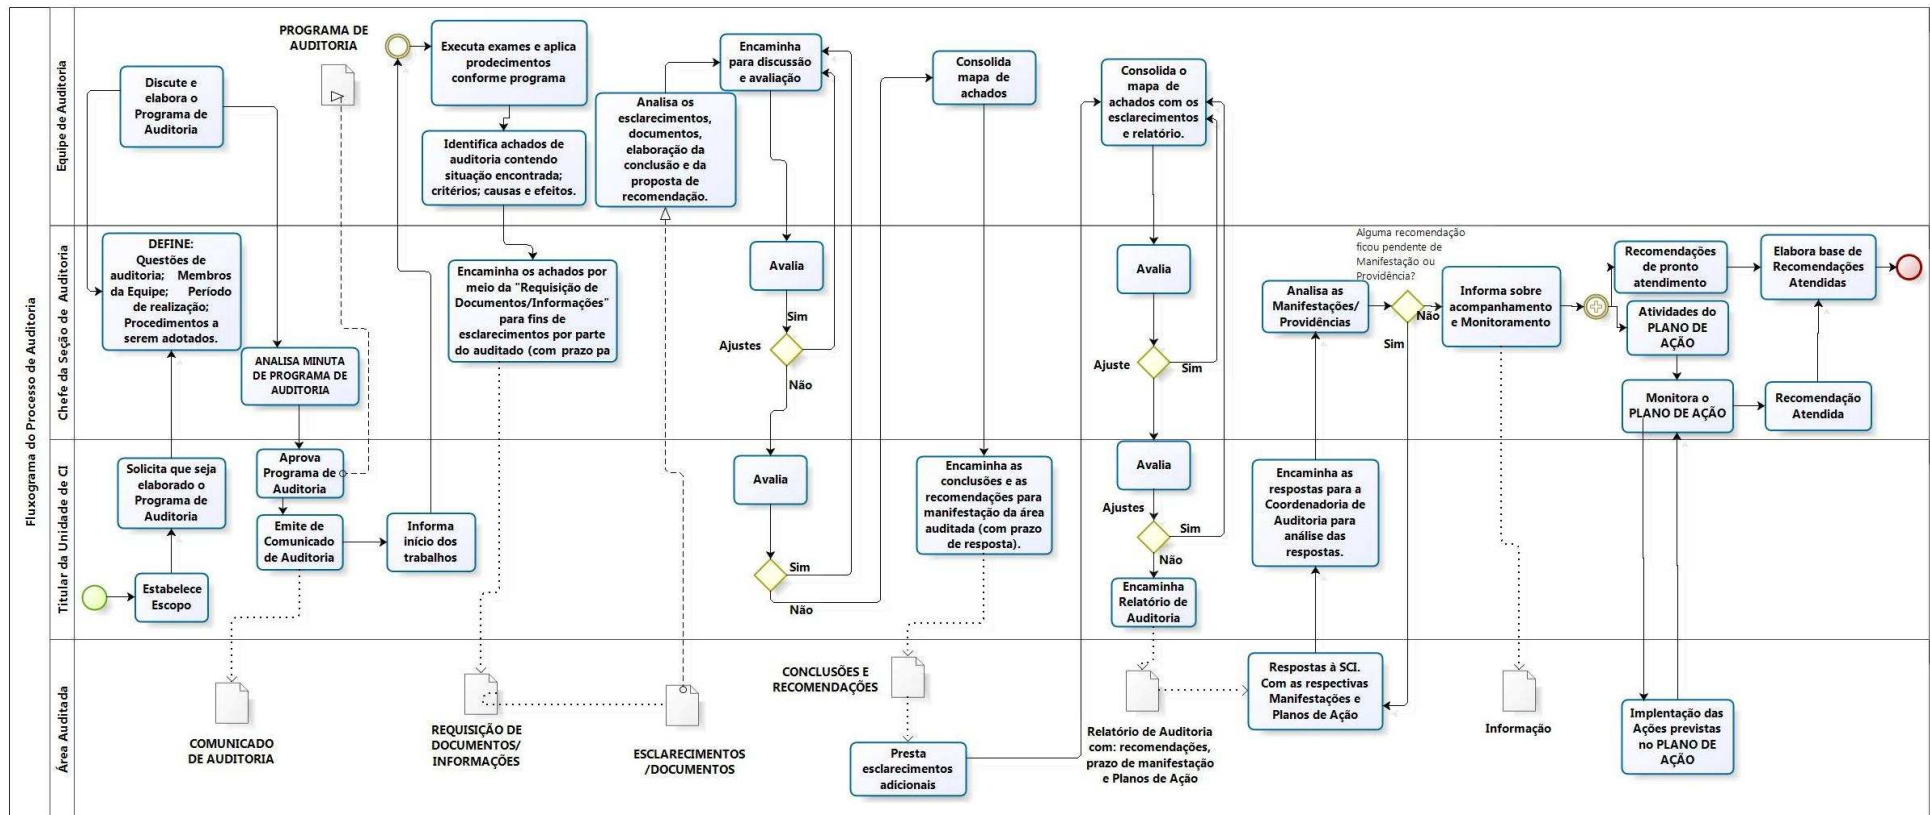 Fluxograma do Processo de Auditoria
Equipe de Auditoria
Discute e
elabora o
Programa de
Auditoria
PROGRAMA DE
AUDITORIA
Executa exames e aplica
prodecimentos
conforme programa
Identifica achados de
auditoria contendo
situação encontrada;
critérios; causas e efeitos.
Analisa os
esclarecimentos,
documentos,
elaboração da
conclusão e da
proposta de
recomendação.
Encaminha
para discussão
e avaliação
Consolida
mapa de
achados
Consolida o
mapa de
achados com os
esclarecimentos
e relatório.
Chefe da Seção de Auditoria
DEFINE:
Questões de
auditoria; Membros
da Equipe; Período
de realização;
Procedimentos a
serem adotados.
ANALISA MINUTA
DE PROGRAMA DE
AUDITORIA
Encaminha os achados por
meio da "Requisição de
Documentos/Informações"
para fins de
esclarecimentos por parte
do auditado (com prazo pa
Avalia
Sim
Ajustes
Não
Avalia
Ajuste
Sim
Analisa as
Manifestações/
Providências
Alguma recomendação
ficou pendente de
Manifestação ou
Providência?
Não
Sim
Informa sobre
acompanhamento
e Monitoramento
Recomendações
de pronto
atendimento
Atividades do
PLANO DE
AÇÃO
Elabora base de
Recomendações
Atendidas
Monitora o
PLANO DE AÇÃO
Recomendação
Atendida
Titular da Unidade de CI
Solicita que seja
elaborado o
Programa de
Auditoria
Estabelece
Escopo
Aprova
Programa de
Auditoria
Emite de
Comunicado
de Auditoria
Informa
início dos
trabalhos
Avalia
Sim
Não
Encaminha as
conclusões e as
recomendações para
manifestação da área
auditada (com prazo
de resposta).
Avalia
Ajustes
Sim
Não
Encaminha
Relatório de
Auditoria
Encaminha as
respostas para a
Coordenadoria de
Auditoria para
análise das
respostas.
Área Auditada
COMUNICADO
DE AUDITORIA
REQUISIÇÃO DE
DOCUMENTOS/
INFORMAÇÕES
ESCLARECIMENTOS
/DOCUMENTOS
CONCLUSÕES E
RECOMENDAÇÕES
Presta
esclarecimentos
adicionais
Relatório de Auditoria
com: recomendações,
prazo de manifestação
e Planos de Ação
Respostas à SCI.
Com as respectivas
Manifestações e
Planos de Ação
Informação
Implentação das
Ações previstas
no PLANO DE
AÇÃO